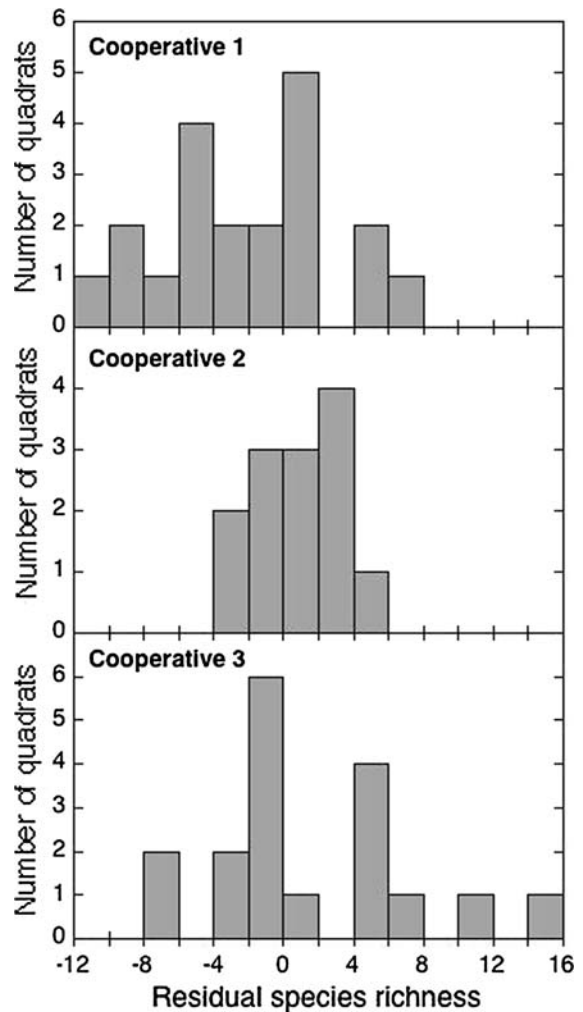 Cooperative 1
Number of quadrats
6
5
4
3
2
1
0
Cooperative 2
Number of quadrats
4
3
2
1
0
Cooperative 3
Number of quadrats
6
5
4
3
2
1
0
-12 -8 -4 0 4 8 12 16
Residual species richness